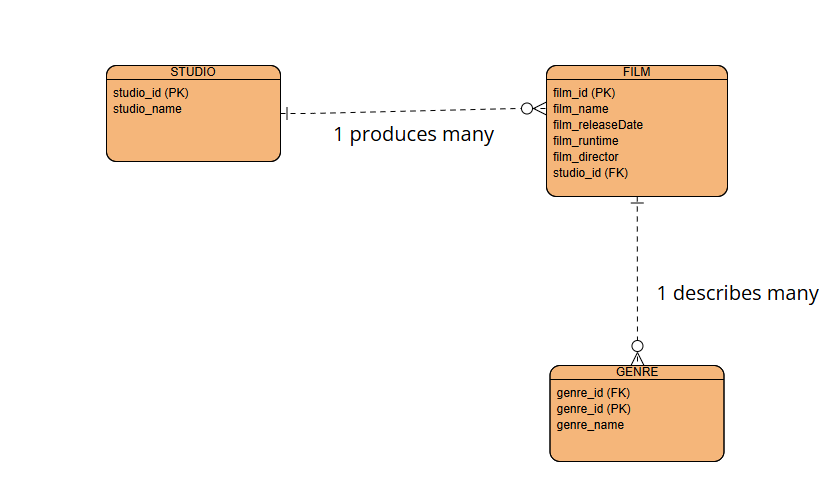 STUDIO
studio_id (PK)
studio_name
1 produces many
FILM
film_id (PK)
film_name
film_releaseDate
film_runtime
film_director
studio_id (FK)
1 describes many
GENRE
genre_id (FK)
genre_id (PK)
genre_name